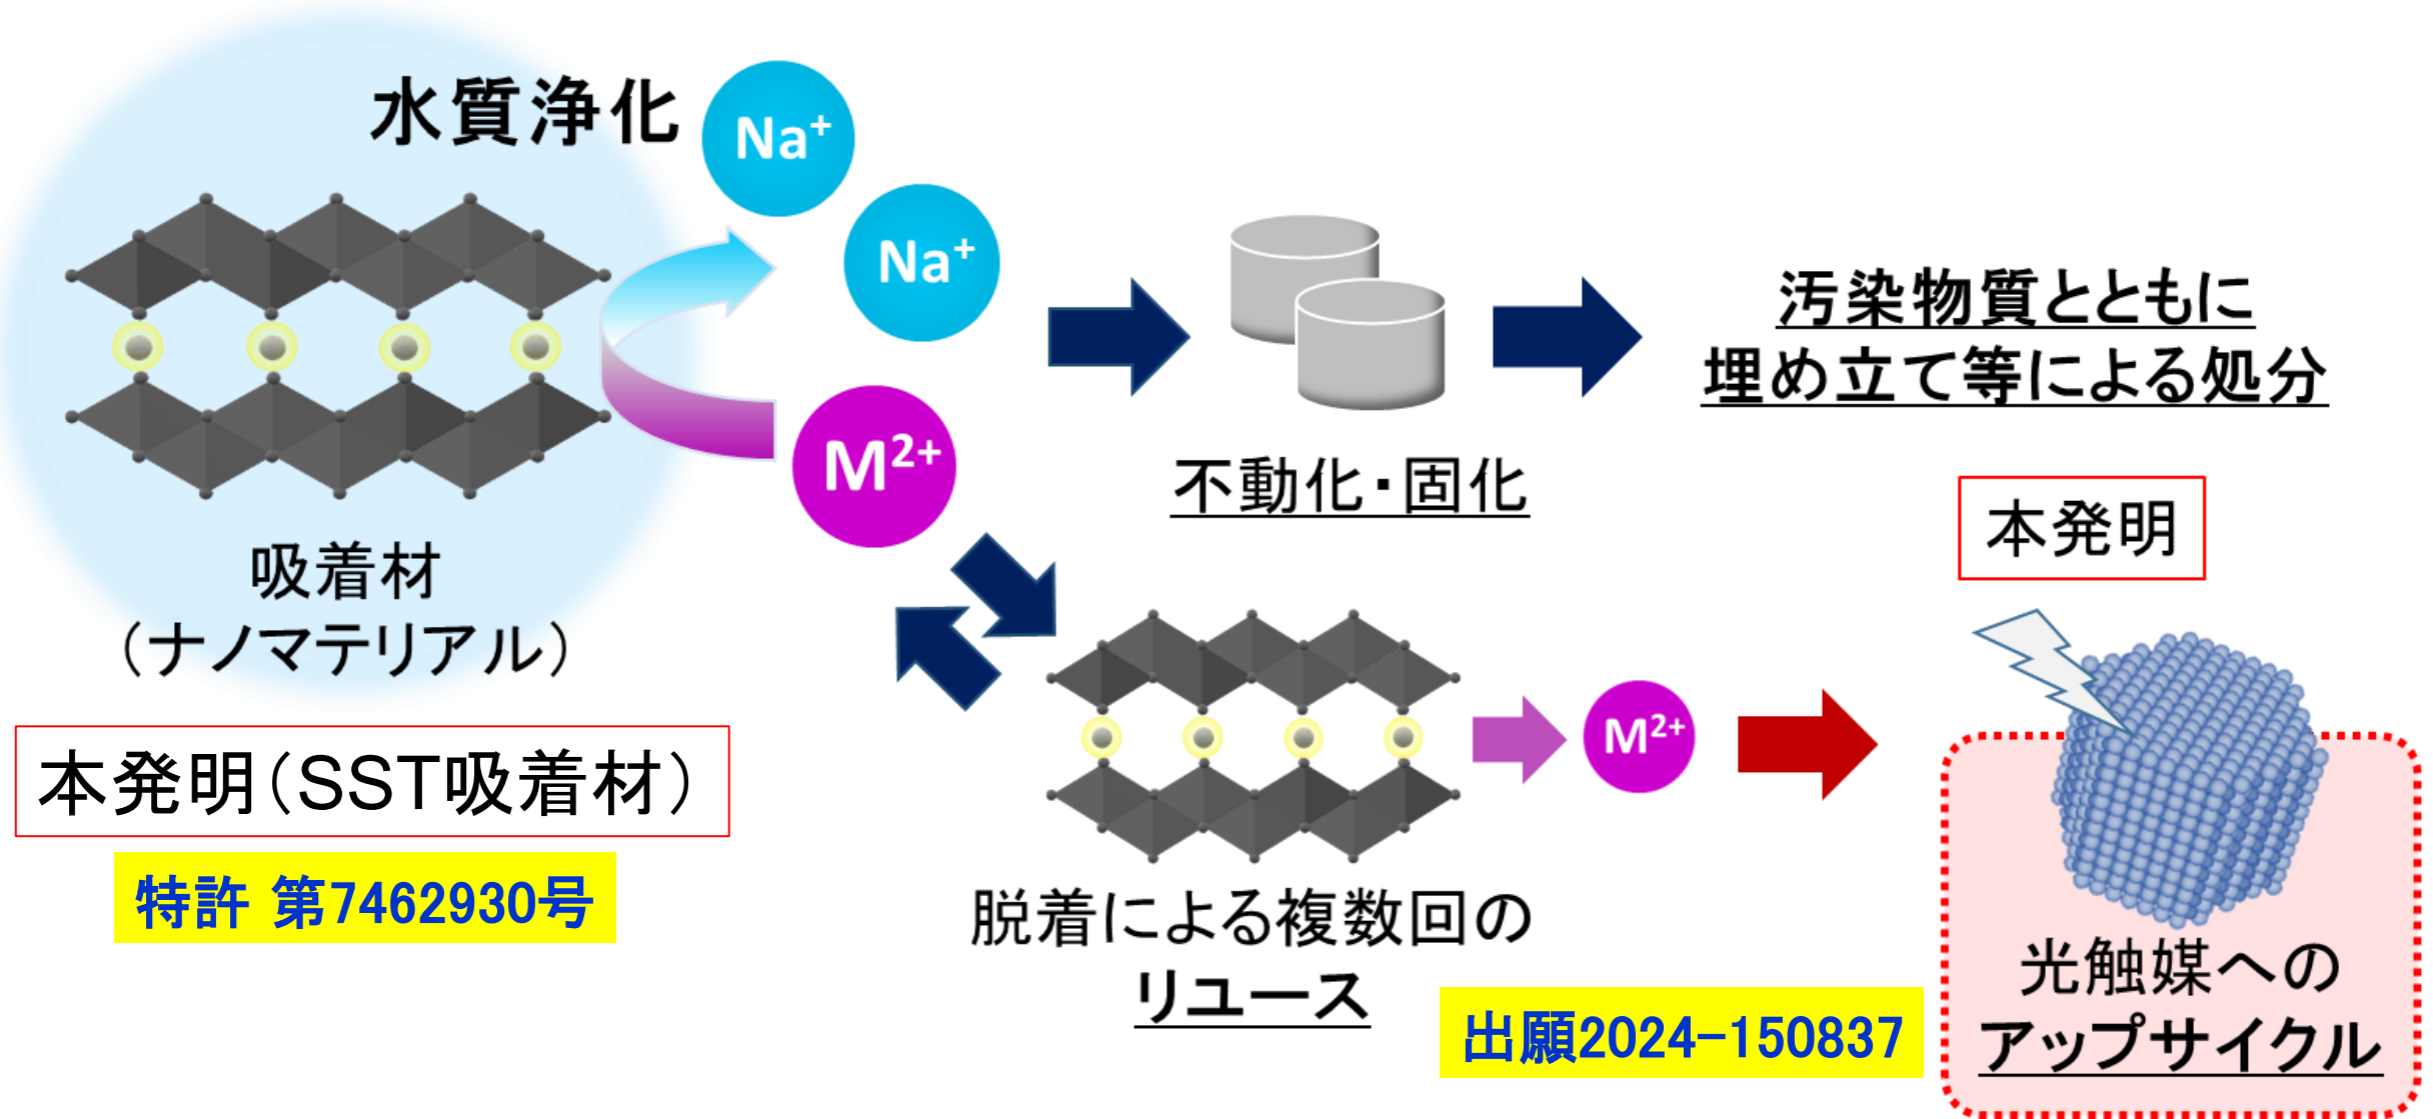 水質浄化
Na⁺
Na⁺
M²⁺
吸着材
（ナノマテリアル）
本発明（SST吸着材）
特許 第7462930号
不動化・固化
汚染物質とともに
埋め立て等による処分
脱着による複数回の
リユース
M²⁺
出願2024-150837
本発明
光触媒への
アップサイクル